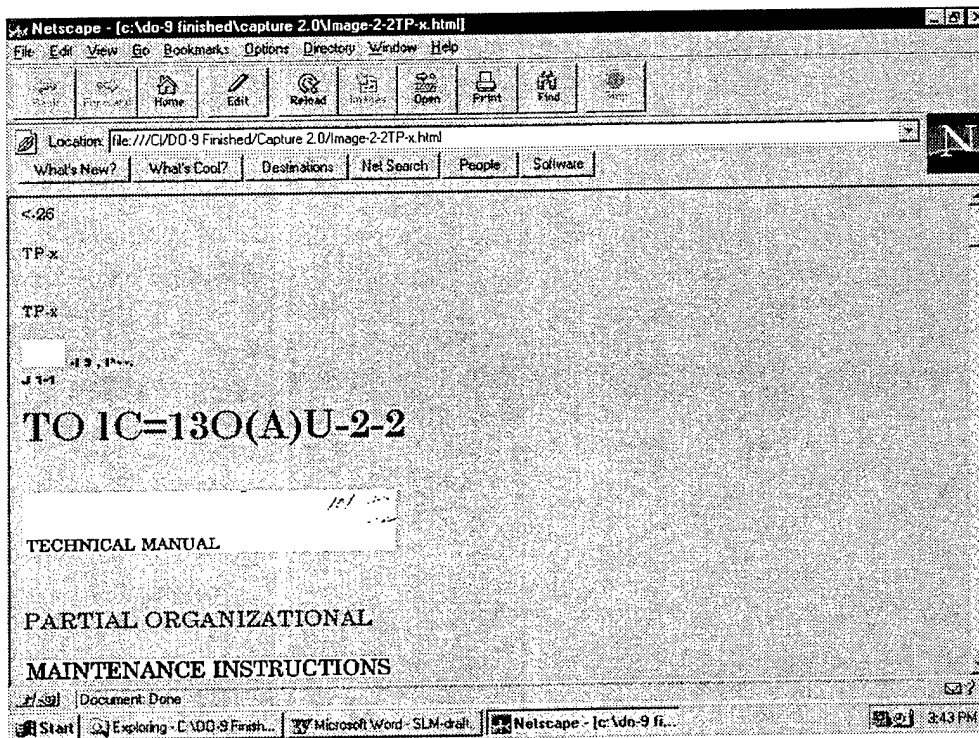 Netscape - [c:\do-9 finished\capture 2.0\Image-2-2TP-x.html]
File Edit View Go Bookmarks Options Directory Window Help
Back Forward Home Edit Reload Images Open Print Find Stop
Location: file:///C|/DO-9 Finished/Capture 2.0/Image-2-2TP-x.html
What's New? What's Cool? Destinations Net Search People Software
<-26
TP-x
TP-x
TO 1C=13O(A)U-2-2
TECHNICAL MANUAL
PARTIAL ORGANIZATIONAL
MAINTENANCE INSTRUCTIONS
Document: Done
Start Exploring - C:\DO-9 Finish... Microsoft Word - SLM-draft. Netscape - [c:\do-9 fi... 3:43 PM